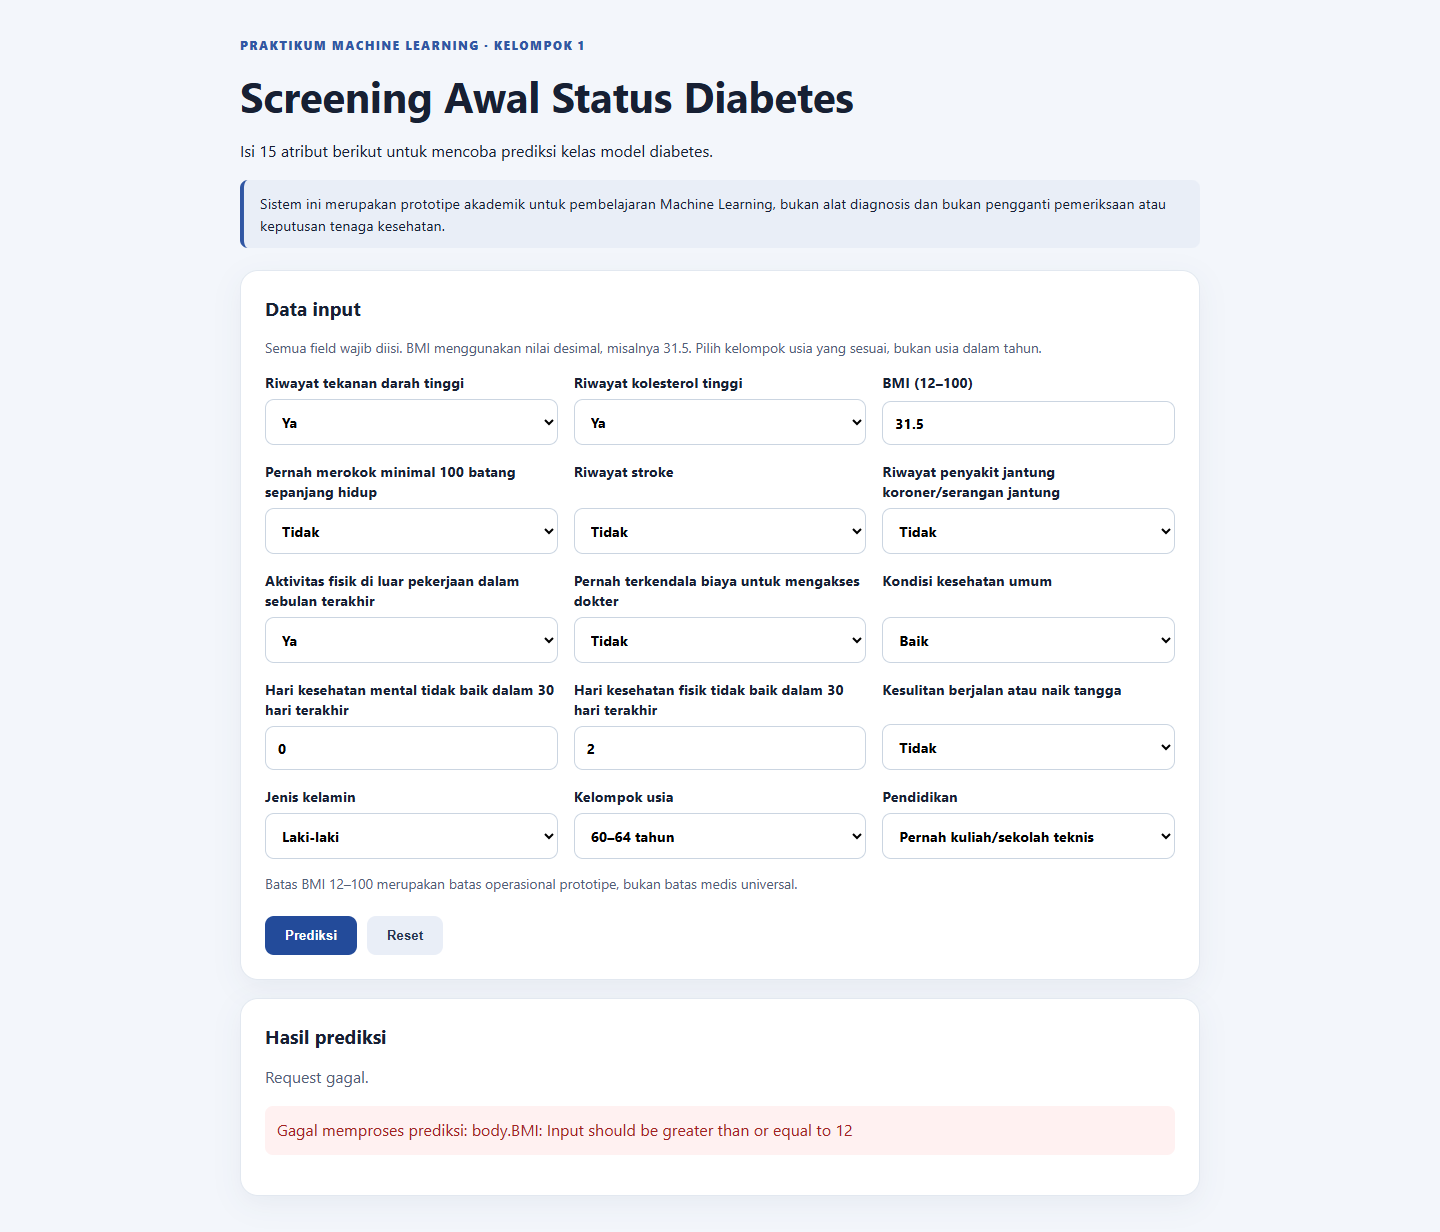 PRAKTIKUM MACHINE LEARNING · KELOMPOK 1
Screening Awal Status Diabetes
Isi 15 atribut berikut untuk mencoba prediksi kelas model diabetes.
Sistem ini merupakan prototipe akademik untuk pembelajaran Machine Learning, bukan alat diagnosis dan bukan pengganti pemeriksaan atau
keputusan tenaga kesehatan.
Data input
Semua field wajib diisi. BMI menggunakan nilai desimal, misalnya 31.5. Pilih kelompok usia yang sesuai, bukan usia dalam tahun.
Riwayat tekanan darah tinggi
Ya
Riwayat kolesterol tinggi
Ya
BMI (12–100)
31.5
Pernah merokok minimal 100 batang
sepanjang hidup
Tidak
Riwayat stroke
Tidak
Riwayat penyakit jantung
koroner/serangan jantung
Tidak
Aktivitas fisik di luar pekerjaan dalam
sebulan terakhir
Ya
Pernah terkendala biaya untuk mengakses
dokter
Tidak
Kondisi kesehatan umum
Baik
Hari kesehatan mental tidak baik dalam 30
hari terakhir
0
Hari kesehatan fisik tidak baik dalam 30
hari terakhir
2
Kesulitan berjalan atau naik tangga
Tidak
Jenis kelamin
Laki-laki
Kelompok usia
60–64 tahun
Pendidikan
Pernah kuliah/sekolah teknis
Batas BMI 12–100 merupakan batas operasional prototipe, bukan batas medis universal.
Prediksi
Reset
Hasil prediksi
Request gagal.
Gagal memproses prediksi: body.BMI: Input should be greater than or equal to 12